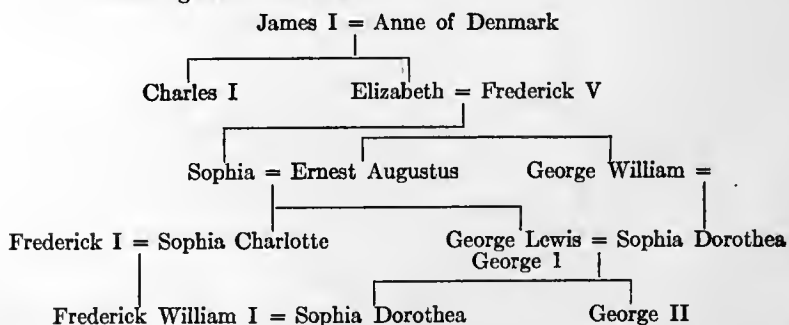 James I = Anne of Denmark
Charles I Elizabeth = Frederick V
Sophia = Ernest Augustus George William =
Frederick I = Sophia Charlotte George Lewis = Sophia Dorothea
George I
Frederick William I = Sophia Dorothea George II